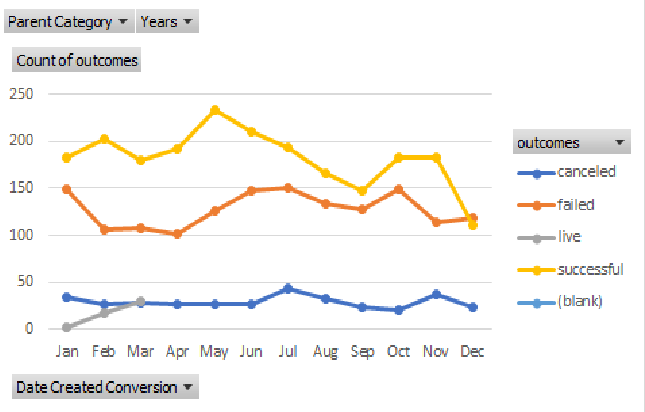 Parent Category Years
Count of outcomes
250
200
150
100
50
0
Jan Feb Mar Apr May Jun Jul Aug Sep Oct Nov Dec
outcomes
canceled
failed
live
successful
(blank)
Date Created Conversion